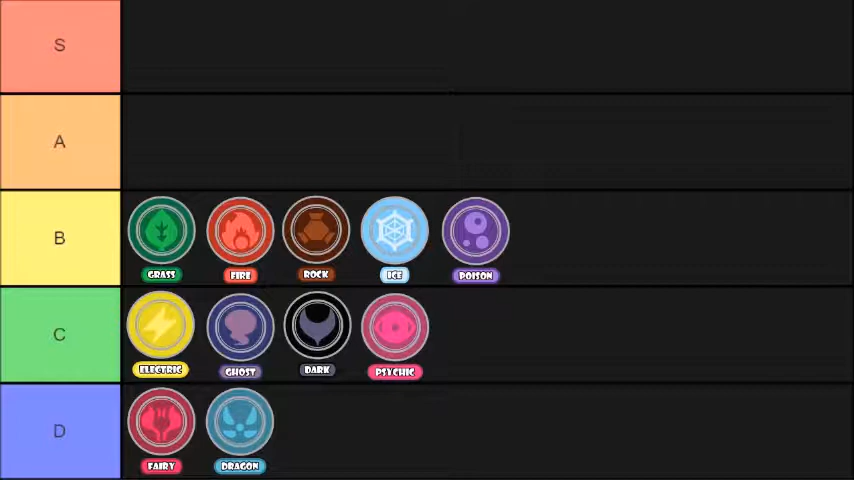 S
A
B
GRASS FIRE ROCK ICE POISON
C
ELECTRIC GHOST DARK PSYCHIC
D
FAIRY DRAGON